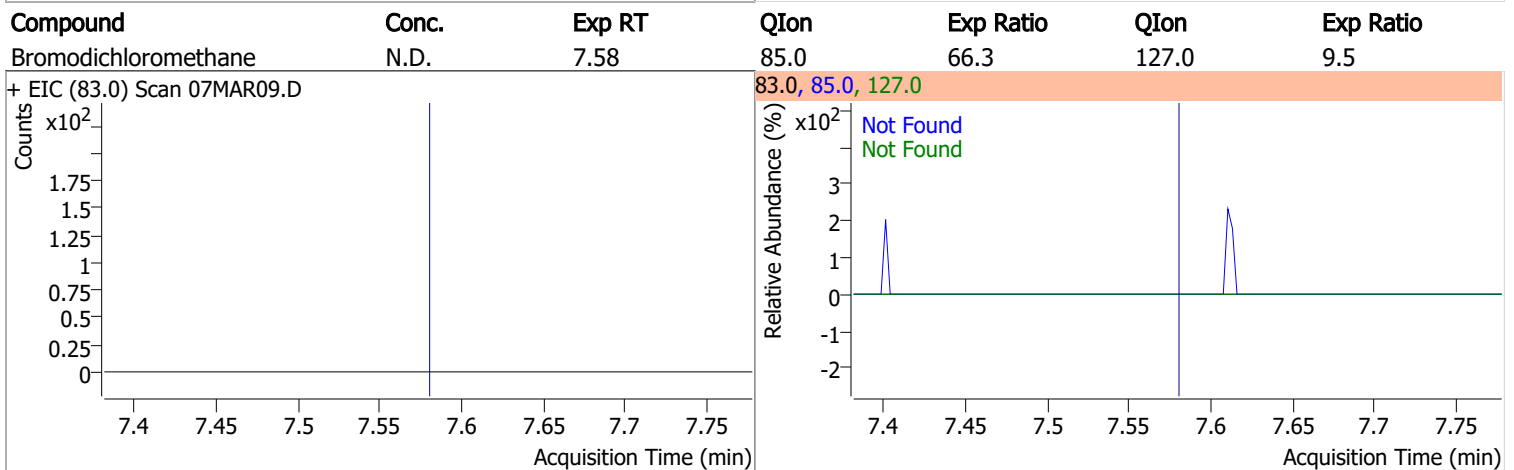 Compound Conc. Exp RT QIon Exp Ratio QIon Exp Ratio
Bromodichloromethane N.D. 7.58 85.0 66.3 127.0 9.5
+ EIC (83.0) Scan 07MAR09.D
Counts
x10²
1.75
1.5
1.25
1
0.75
0.5
0.25
0
7.4 7.45 7.5 7.55 7.6 7.65 7.7 7.75
Acquisition Time (min)
83.0, 85.0, 127.0
Relative Abundance (%)
x10²
Not Found
Not Found
3
2
1
0
-1
-2
7.4 7.45 7.5 7.55 7.6 7.65 7.7 7.75
Acquisition Time (min)